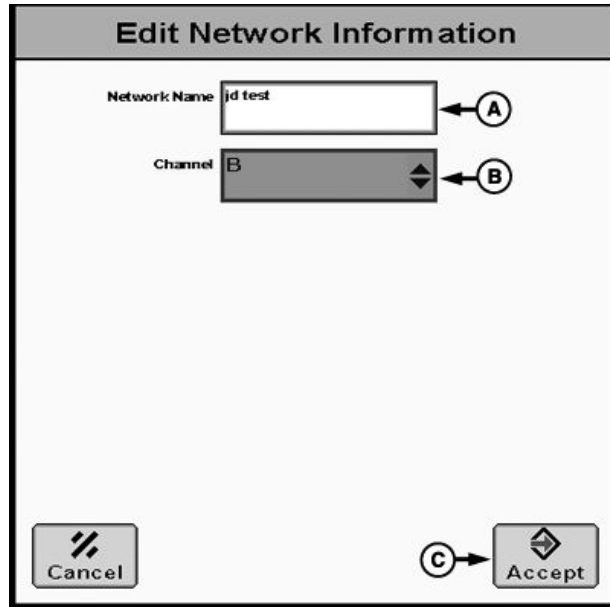 Edit Network Information
Network Name jd test A
Channel B B
Cancel C Accept